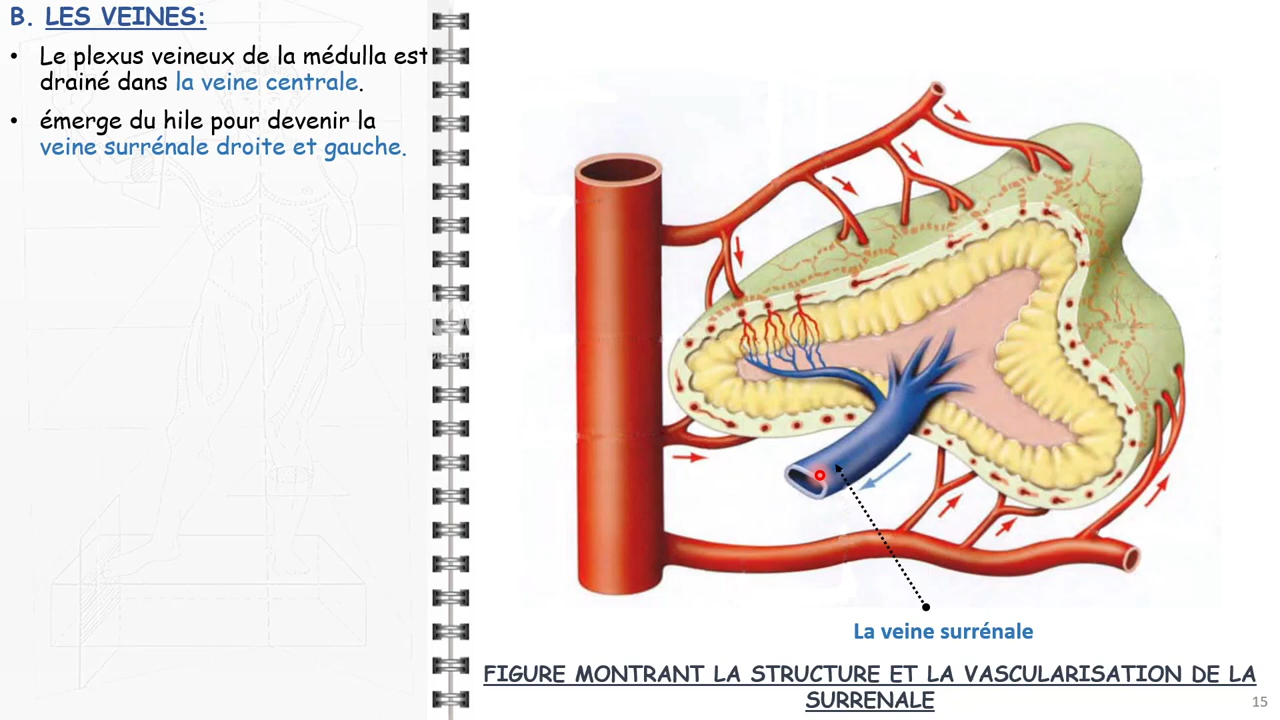 B. LES VEINES:
• Le plexus veineux de la médulla est
drainé dans la veine centrale.
• émerge du hile pour devenir la
veine surrénale droite et gauche.
La veine surrénale
FIGURE MONTRANT LA STRUCTURE ET LA VASCULARISATION DE LA
SURRENALE
15